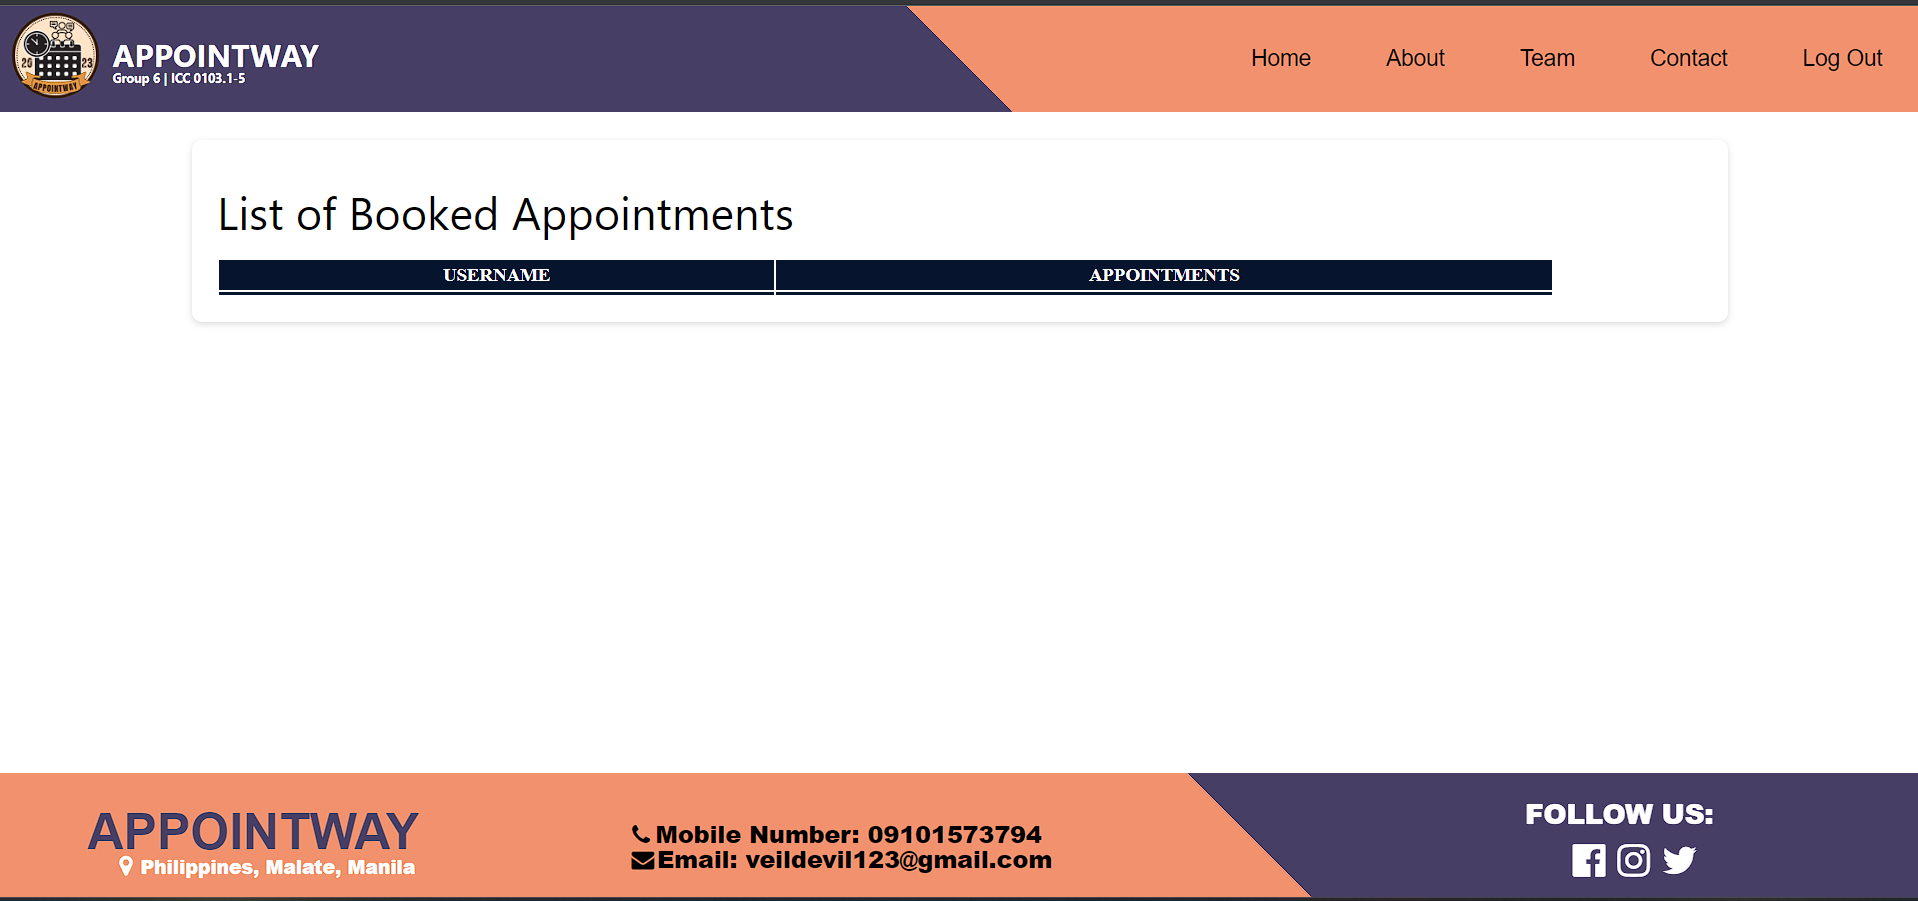 20 23
APPOINTWAY
APPOINTWAY
Group 6 | ICC 0103.1-5
Home About Team Contact Log Out
List of Booked Appointments
USERNAME APPOINTMENTS
APPOINTWAY
Philippines, Malate, Manila
Mobile Number: 09101573794
Email: veildevil123@gmail.com
FOLLOW US: